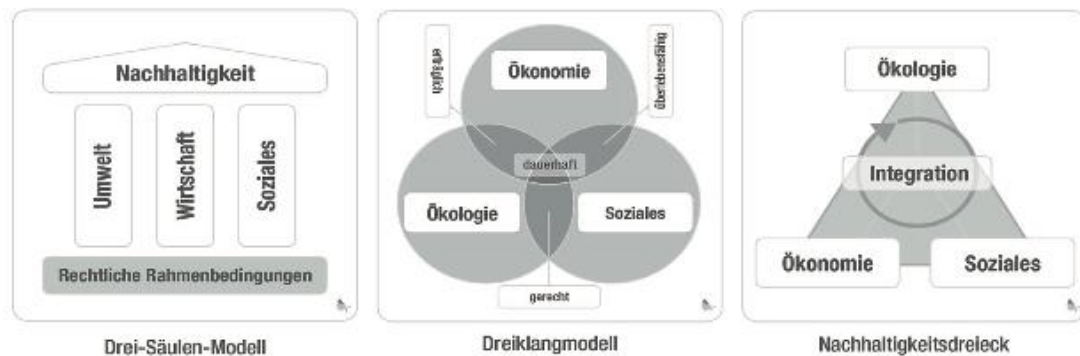 Nachhaltigkeit
Umwelt
Wirtschaft
Soziales
Rechtliche Rahmenbedingungen
Drei-Säulen-Modell
erträglich
Ökonomie
überlebensfähig
dauerhaft
Ökologie
Soziales
gerecht
Dreiklangmodell
Ökologie
Integration
Ökonomie
Soziales
Nachhaltigkeitsdreieck